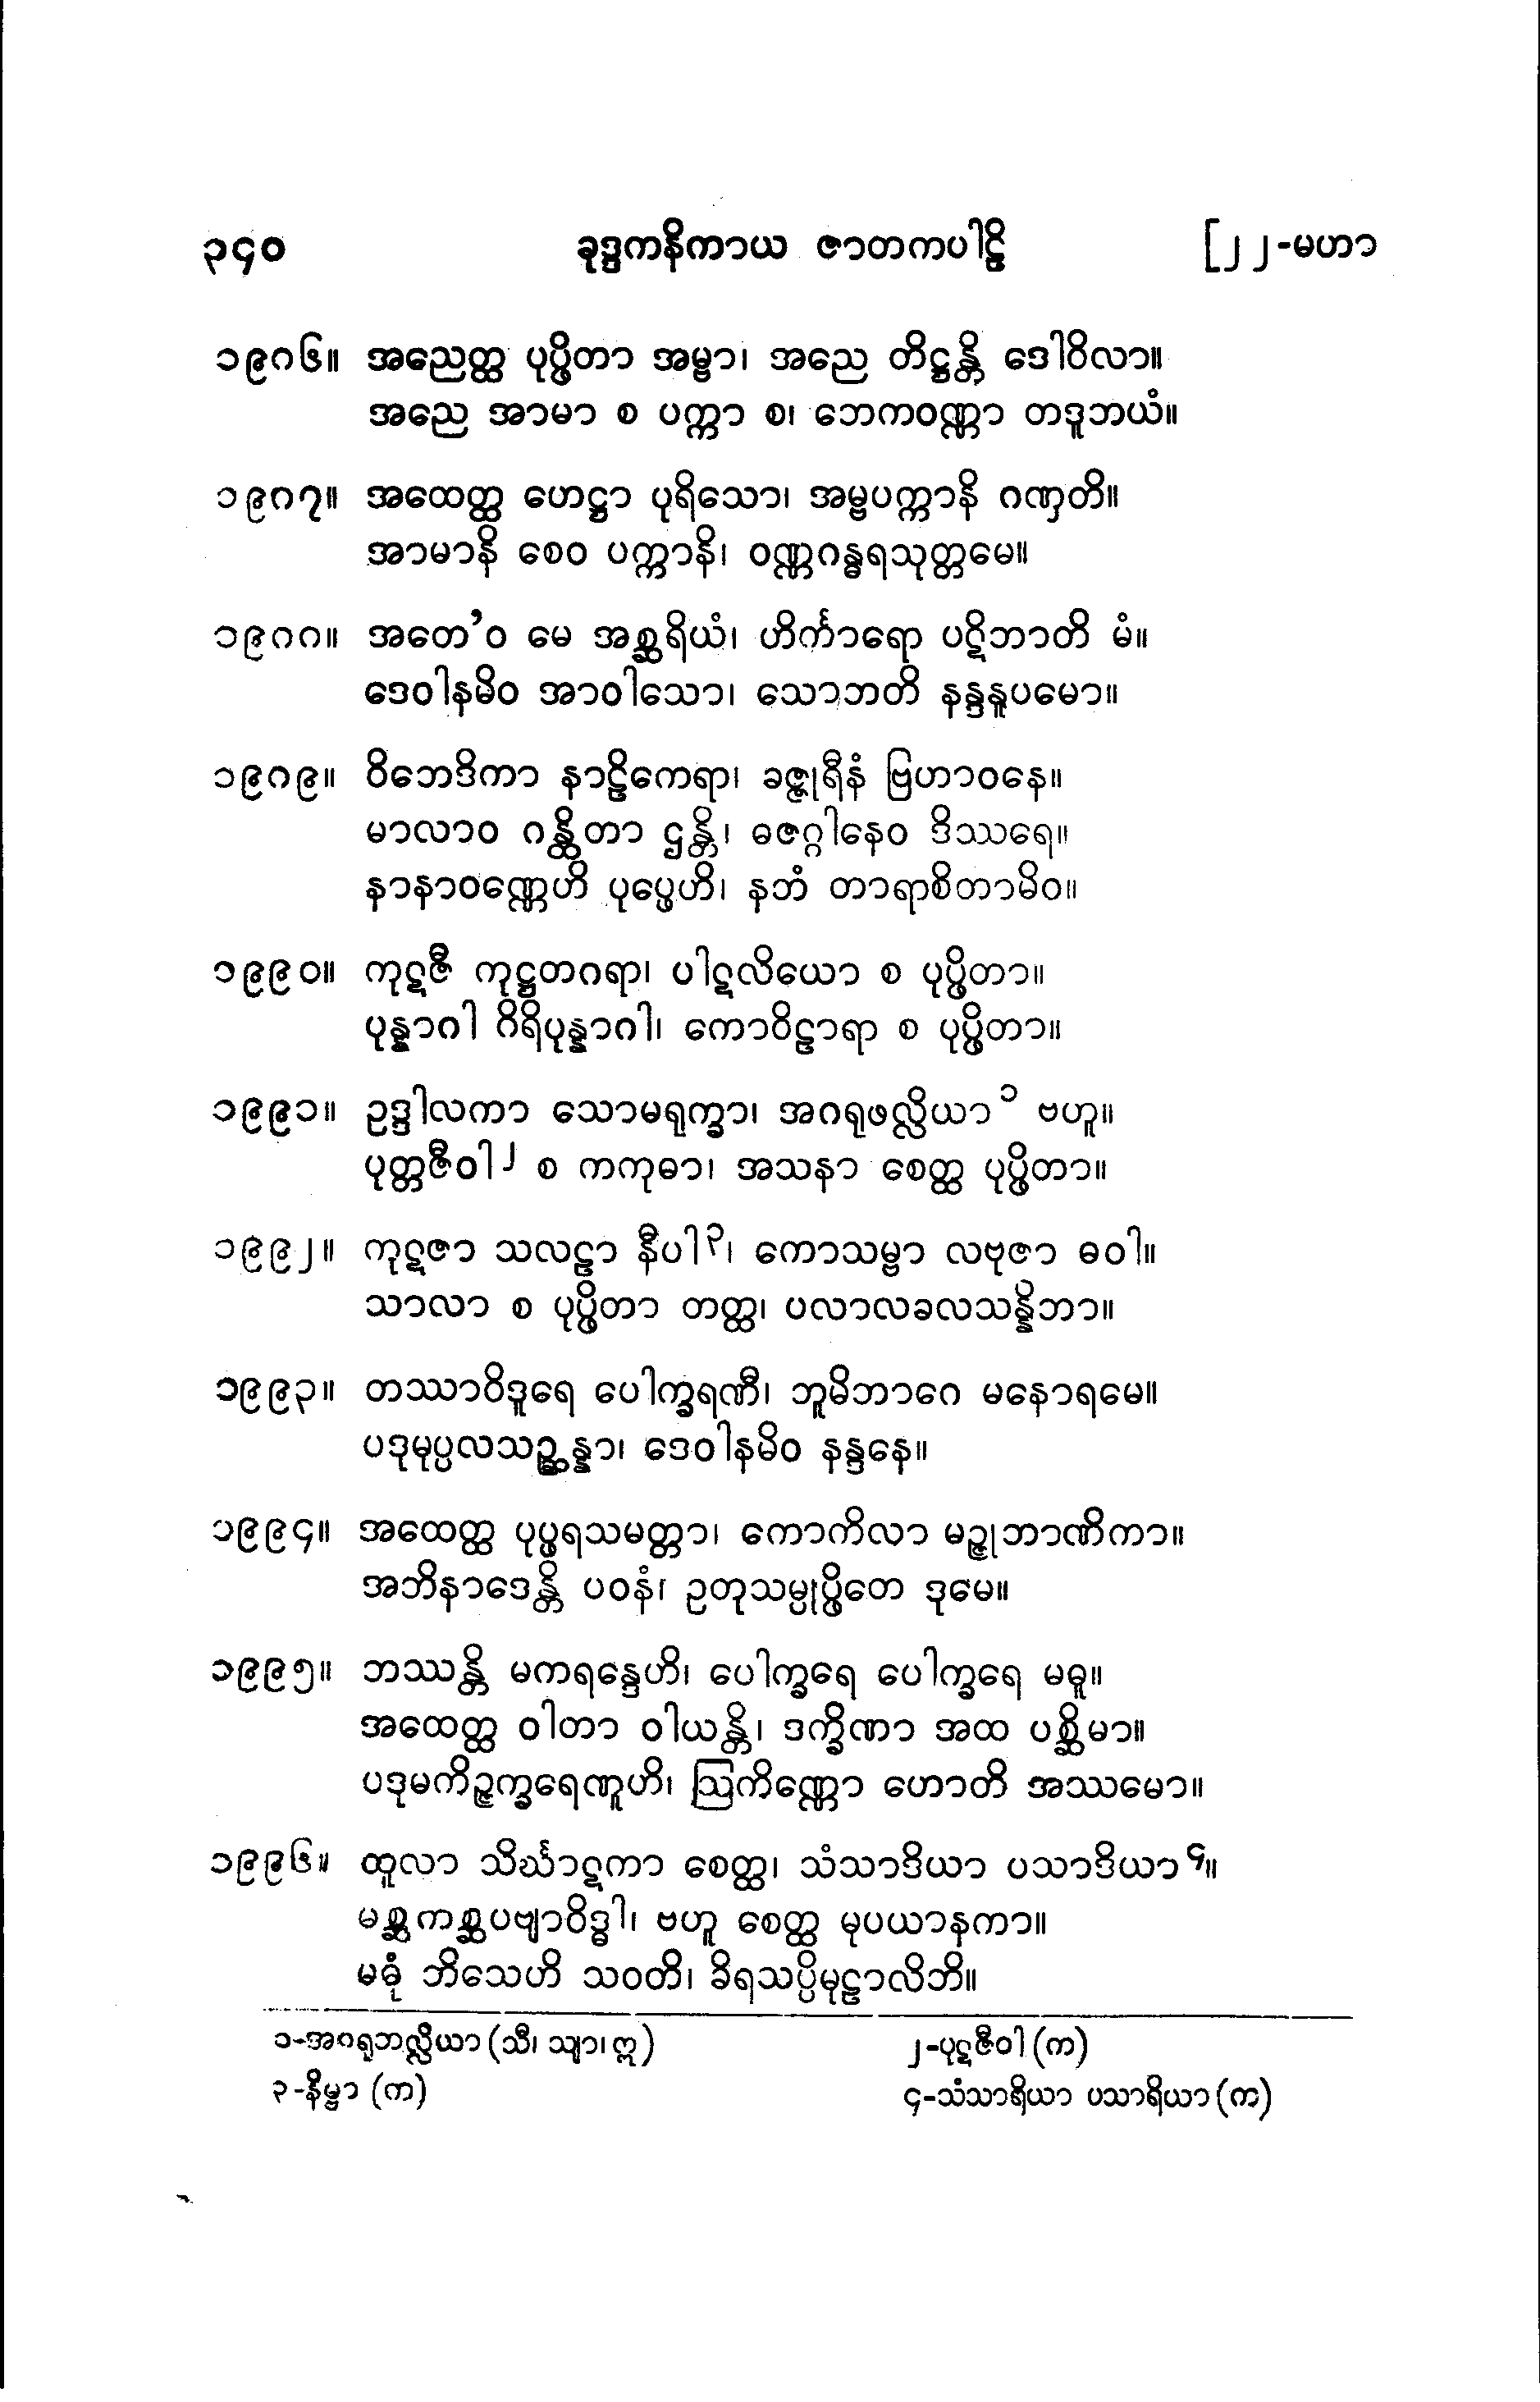 ၃၄၀ ခုဒ္ဒကနိကာယ ဇာတကပါဠိ [၂၂-မဟာ
၁၉၈၆။ အညေတ္ထ ပုပ္ဖိတာ အမ္ဗာ၊ အညေ တိဋ္ဌန္တိ ဒေါဝိလာ။
အညေ အာမာ စ ပက္ကာ စ၊ ဘေကဝဏ္ဏာ တဒူဘယံ။
၁၉၈၇။ အထေတ္ထ ဟေဋ္ဌာ ပုရိသော၊ အမ္ဗပက္ကာနိ ဂဏှတိ။
အာမာနိ စေဝ ပက္ကာနိ၊ ဝဏ္ဏဂန္ဓရသုတ္တမေ။
၁၉၈၈။ အတေ’ဝ မေ အစ္ဆရိယံ၊ ဟိင်္ကာရော ပဋိဘာတိ မံ။
ဒေဝါနမိဝ အာဝါသော၊ သောဘတိ နန္ဒနူပမော။
၁၉၈၉။ ဝိဘေဒိကာ နာဠိကေရာ၊ ခဇ္ဇုရီနံ ဗြဟာဝနေ။
မာလာဝ ဂန္ထိတာ ဌန္တိ၊ ဓဇဂ္ဂါနေဝ ဒိဿရေ။
နာနာဝဏ္ဏေဟိ ပုပ္ဖေဟိ၊ နဘံ တာရာစိတာမိဝ။
၁၉၉၀။ ကုဋဇီ ကုဋ္ဌတဂရာ၊ ပါဋလိယော စ ပုပ္ဖိတာ။
ပုန္နာဂါ ဂိရိပုန္နာဂါ၊ ကောဝိဠာရာ စ ပုပ္ဖိတာ။
၁၉၉၁။ ဥဒ္ဒါလကာ သောမရုက္ခာ၊ အဂရုဖလ္လိယာ၁ ဗဟူ။
ပုတ္တဇီဝါ၂ စ ကကုဓာ၊ အသနာ စေတ္ထ ပုပ္ဖိတာ။
၁၉၉၂။ ကုဋဇာ သလဠာ နီပါ၃၊ ကောသမ္ဗာ လဗုဇာ ဓဝါ။
သာလာ စ ပုပ္ဖိတာ တတ္ထ၊ ပလာလခလသန္နိဘာ။
၁၉၉၃။ တဿာဝိဒူရေ ပေါက္ခရဏီ၊ ဘူမိဘာဂေ မနောရမေ။
ပဒုမုပ္ပလသဉ္ဆန္နာ၊ ဒေဝါနမိဝ နန္ဒနေ။
၁၉၉၄။ အထေတ္ထ ပုပ္ဖရသမတ္တာ၊ ကောကိလာ မဉ္ဇုဘာဏိကာ။
အဘိနာဒေန္တိ ပဝနံ၊ ဥတုသမ္ပုပ္ဖိတေ ဒုမေ။
၁၉၉၅။ ဘဿန္တိ မကရန္ဒေဟိ၊ ပေါက္ခရေ ပေါက္ခရေ မဓူ။
အထေတ္ထ ဝါတာ ဝါယန္တိ၊ ဒက္ခိဏာ အထ ပစ္ဆိမာ။
ပဒုမကိဉ္ဇက္ခရေဏူဟိ၊ ဩကိဏ္ဏော ဟောတိ အဿမော။
၁၉၉၆။ ထူလာ သိင်္ဃာဋကာ စေတ္ထ၊ သံသာဒိယာ ပသာဒိယာ၄။
မစ္ဆကစ္ဆပဗျာဝိဒ္ဓါ၊ ဗဟူ စေတ္ထ မုပယာနကာ။
မဓုံ ဘိသေဟိ သဝတိ၊ ခိရသပ္ပိမုဠာလိဘိ။
၁-အဂရုဘလ္လိယာ (သီ၊ သျာ၊ ဣ) ၂-ပုဋဇီဝါ (က)
၃-နိမ္ဗာ (က) ၄-သံသာရိယာ ပသာရိယာ (က)